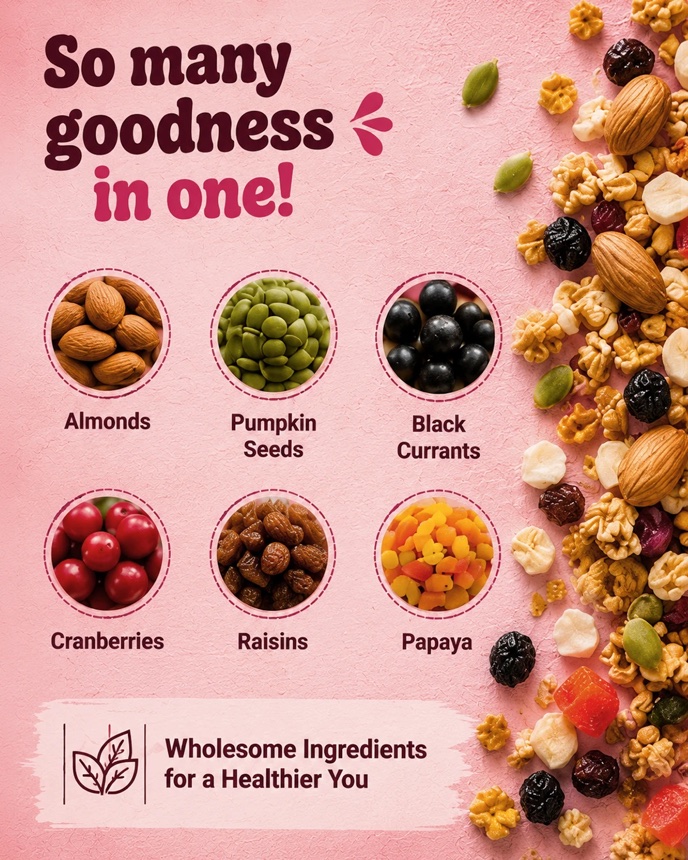 So many
goodness
in one!
Almonds
Pumpkin
Seeds
Black
Currants
Cranberries
Raisins
Papaya
Wholesome Ingredients
for a Healthier You